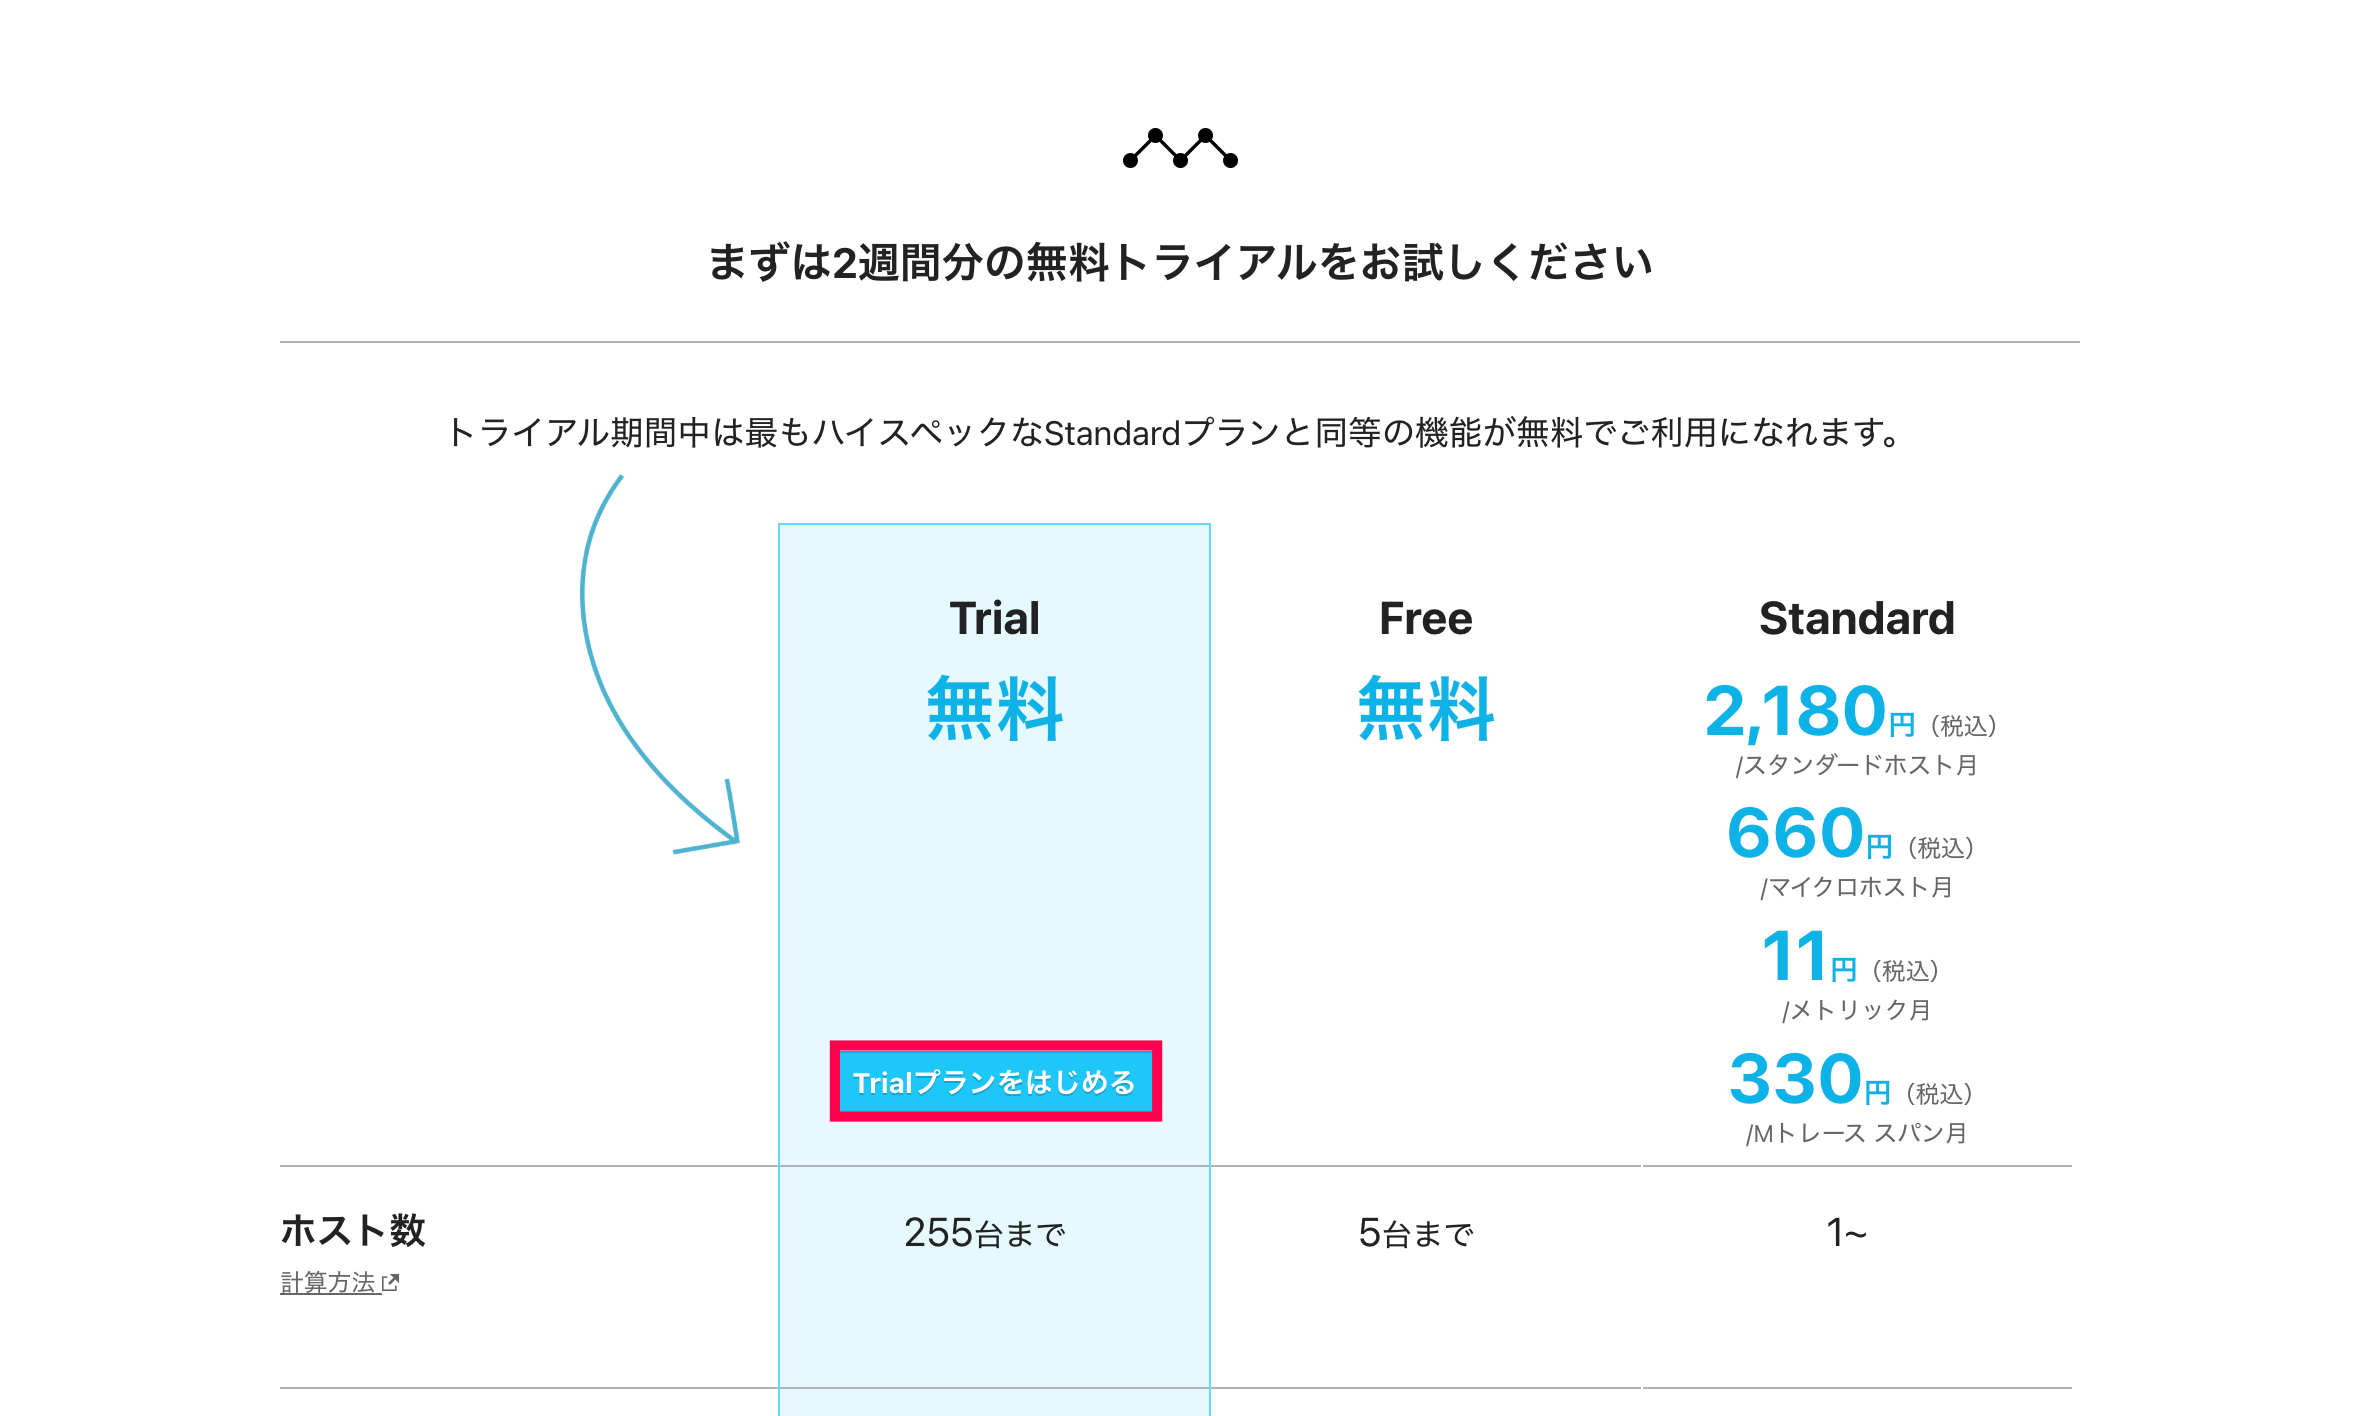 まずは2週間分の無料トライアルをお試しください
トライアル期間中は最もハイスペックなStandardプランと同等の機能が無料でご利用になれます。
Trial
無料
Trialプランをはじめる
Free
無料
Standard
2,180円（税込）
/スタンダードホスト月
660円（税込）
/マイクロホスト月
11円（税込）
/メトリック月
330円（税込）
/Mトレース スパン月
ホスト数
計算方法
255台まで
5台まで
1~